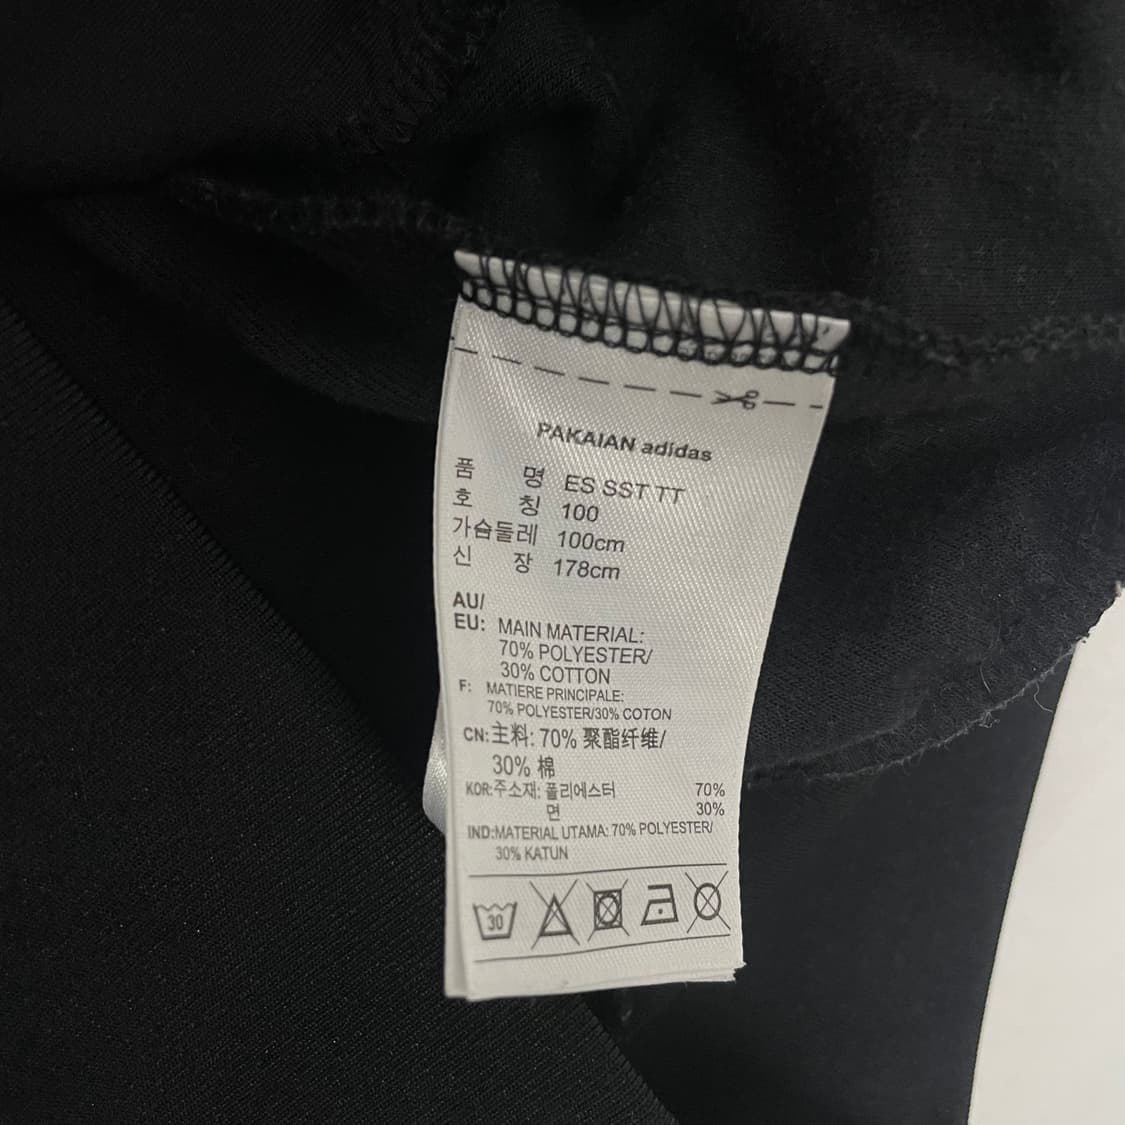 PAKAIAN adidas
품 명 ES SST TT
호 칭 100
가슴둘레 100cm
신 장 178cm
AU/
EU: MAIN MATERIAL:
70% POLYESTER/
30% COTTON
F: MATIERE PRINCIPALE:
70% POLYESTER/30% COTON
CN:主料: 70% 聚酯纤维/
30% 棉
KOR:주소재: 폴리에스터 70%
면 30%
IND:MATERIAL UTAMA: 70% POLYESTER/
30% KATUN
30